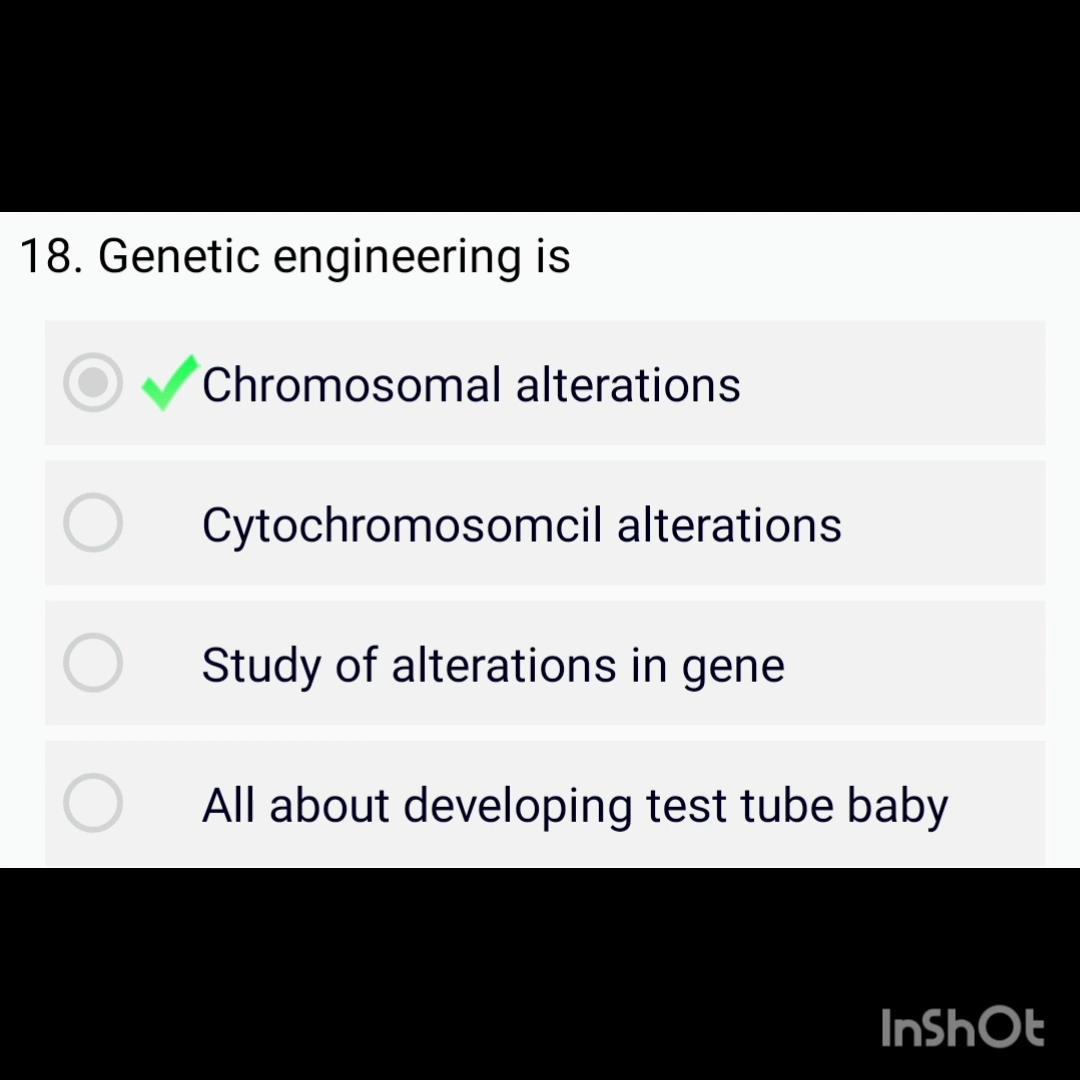 18. Genetic engineering is
Chromosomal alterations
Cytochromosomcil alterations
Study of alterations in gene
All about developing test tube baby
InShOt